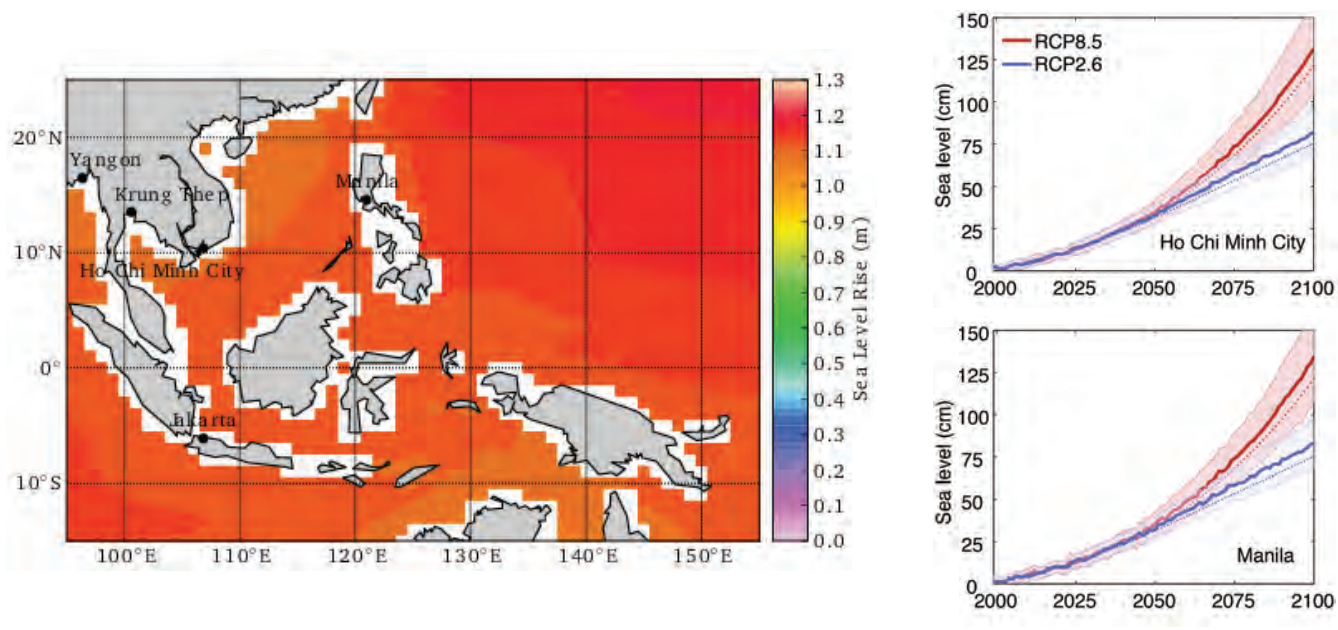 20°N
10°N
0°
10°S
100°E 110°E 120°E 130°E 140°E 150°E
Yangon
Krung Thep
Manila
Ho Chi Minh City
Jakarta
1.3
1.2
1.1
1.0
0.9
0.8
0.7
0.6
0.5
0.4
0.3
0.2
0.1
0.0
Sea Level Rise (m)
150
125
100
75
50
25
0
Sea level (cm)
RCP8.5
RCP2.6
Ho Chi Minh City
2000 2025 2050 2075 2100
150
125
100
75
50
25
0
Sea level (cm)
Manila
2000 2025 2050 2075 2100